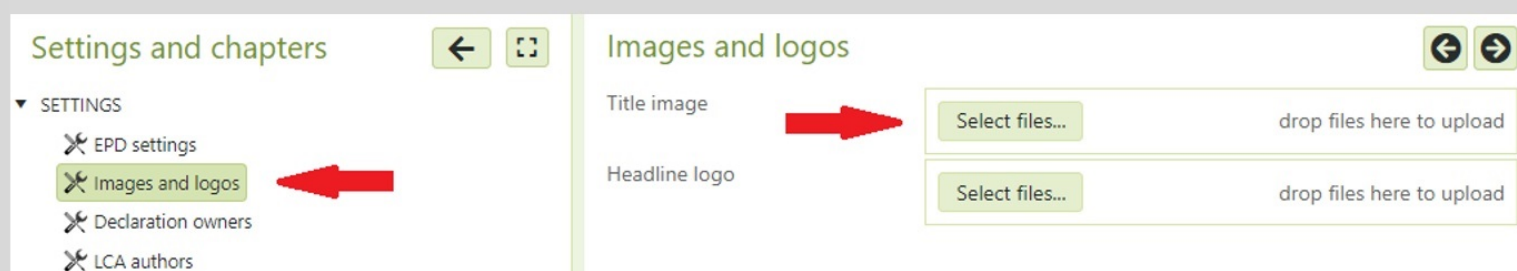 Settings and chapters
SETTINGS
EPD settings
Images and logos
Declaration owners
LCA authors
Images and logos
Title image
Select files...
drop files here to upload
Headline logo
Select files...
drop files here to upload